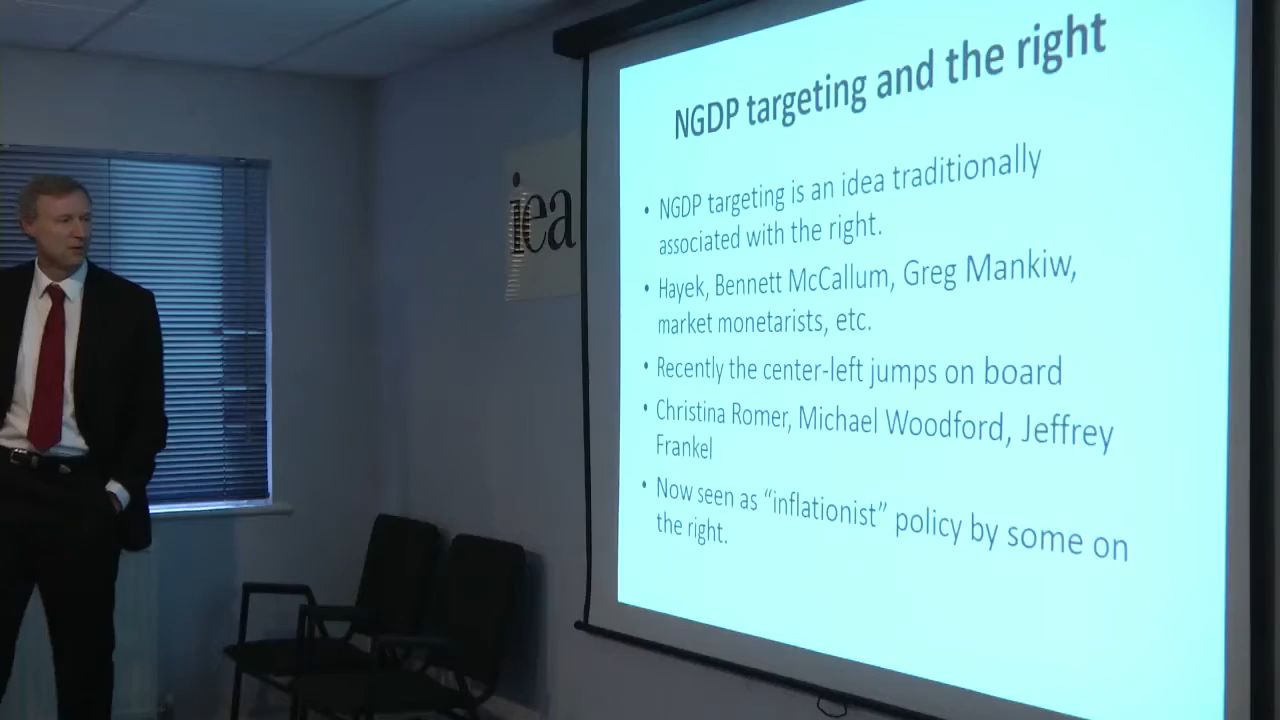 iea
NGDP targeting and the right
• NGDP targeting is an idea traditionally
associated with the right.
• Hayek, Bennett McCallum, Greg Mankiw,
market monetarists, etc.
• Recently the center-left jumps on board
• Christina Romer, Michael Woodford, Jeffrey
Frankel
• Now seen as “inflationist” policy by some on
the right.